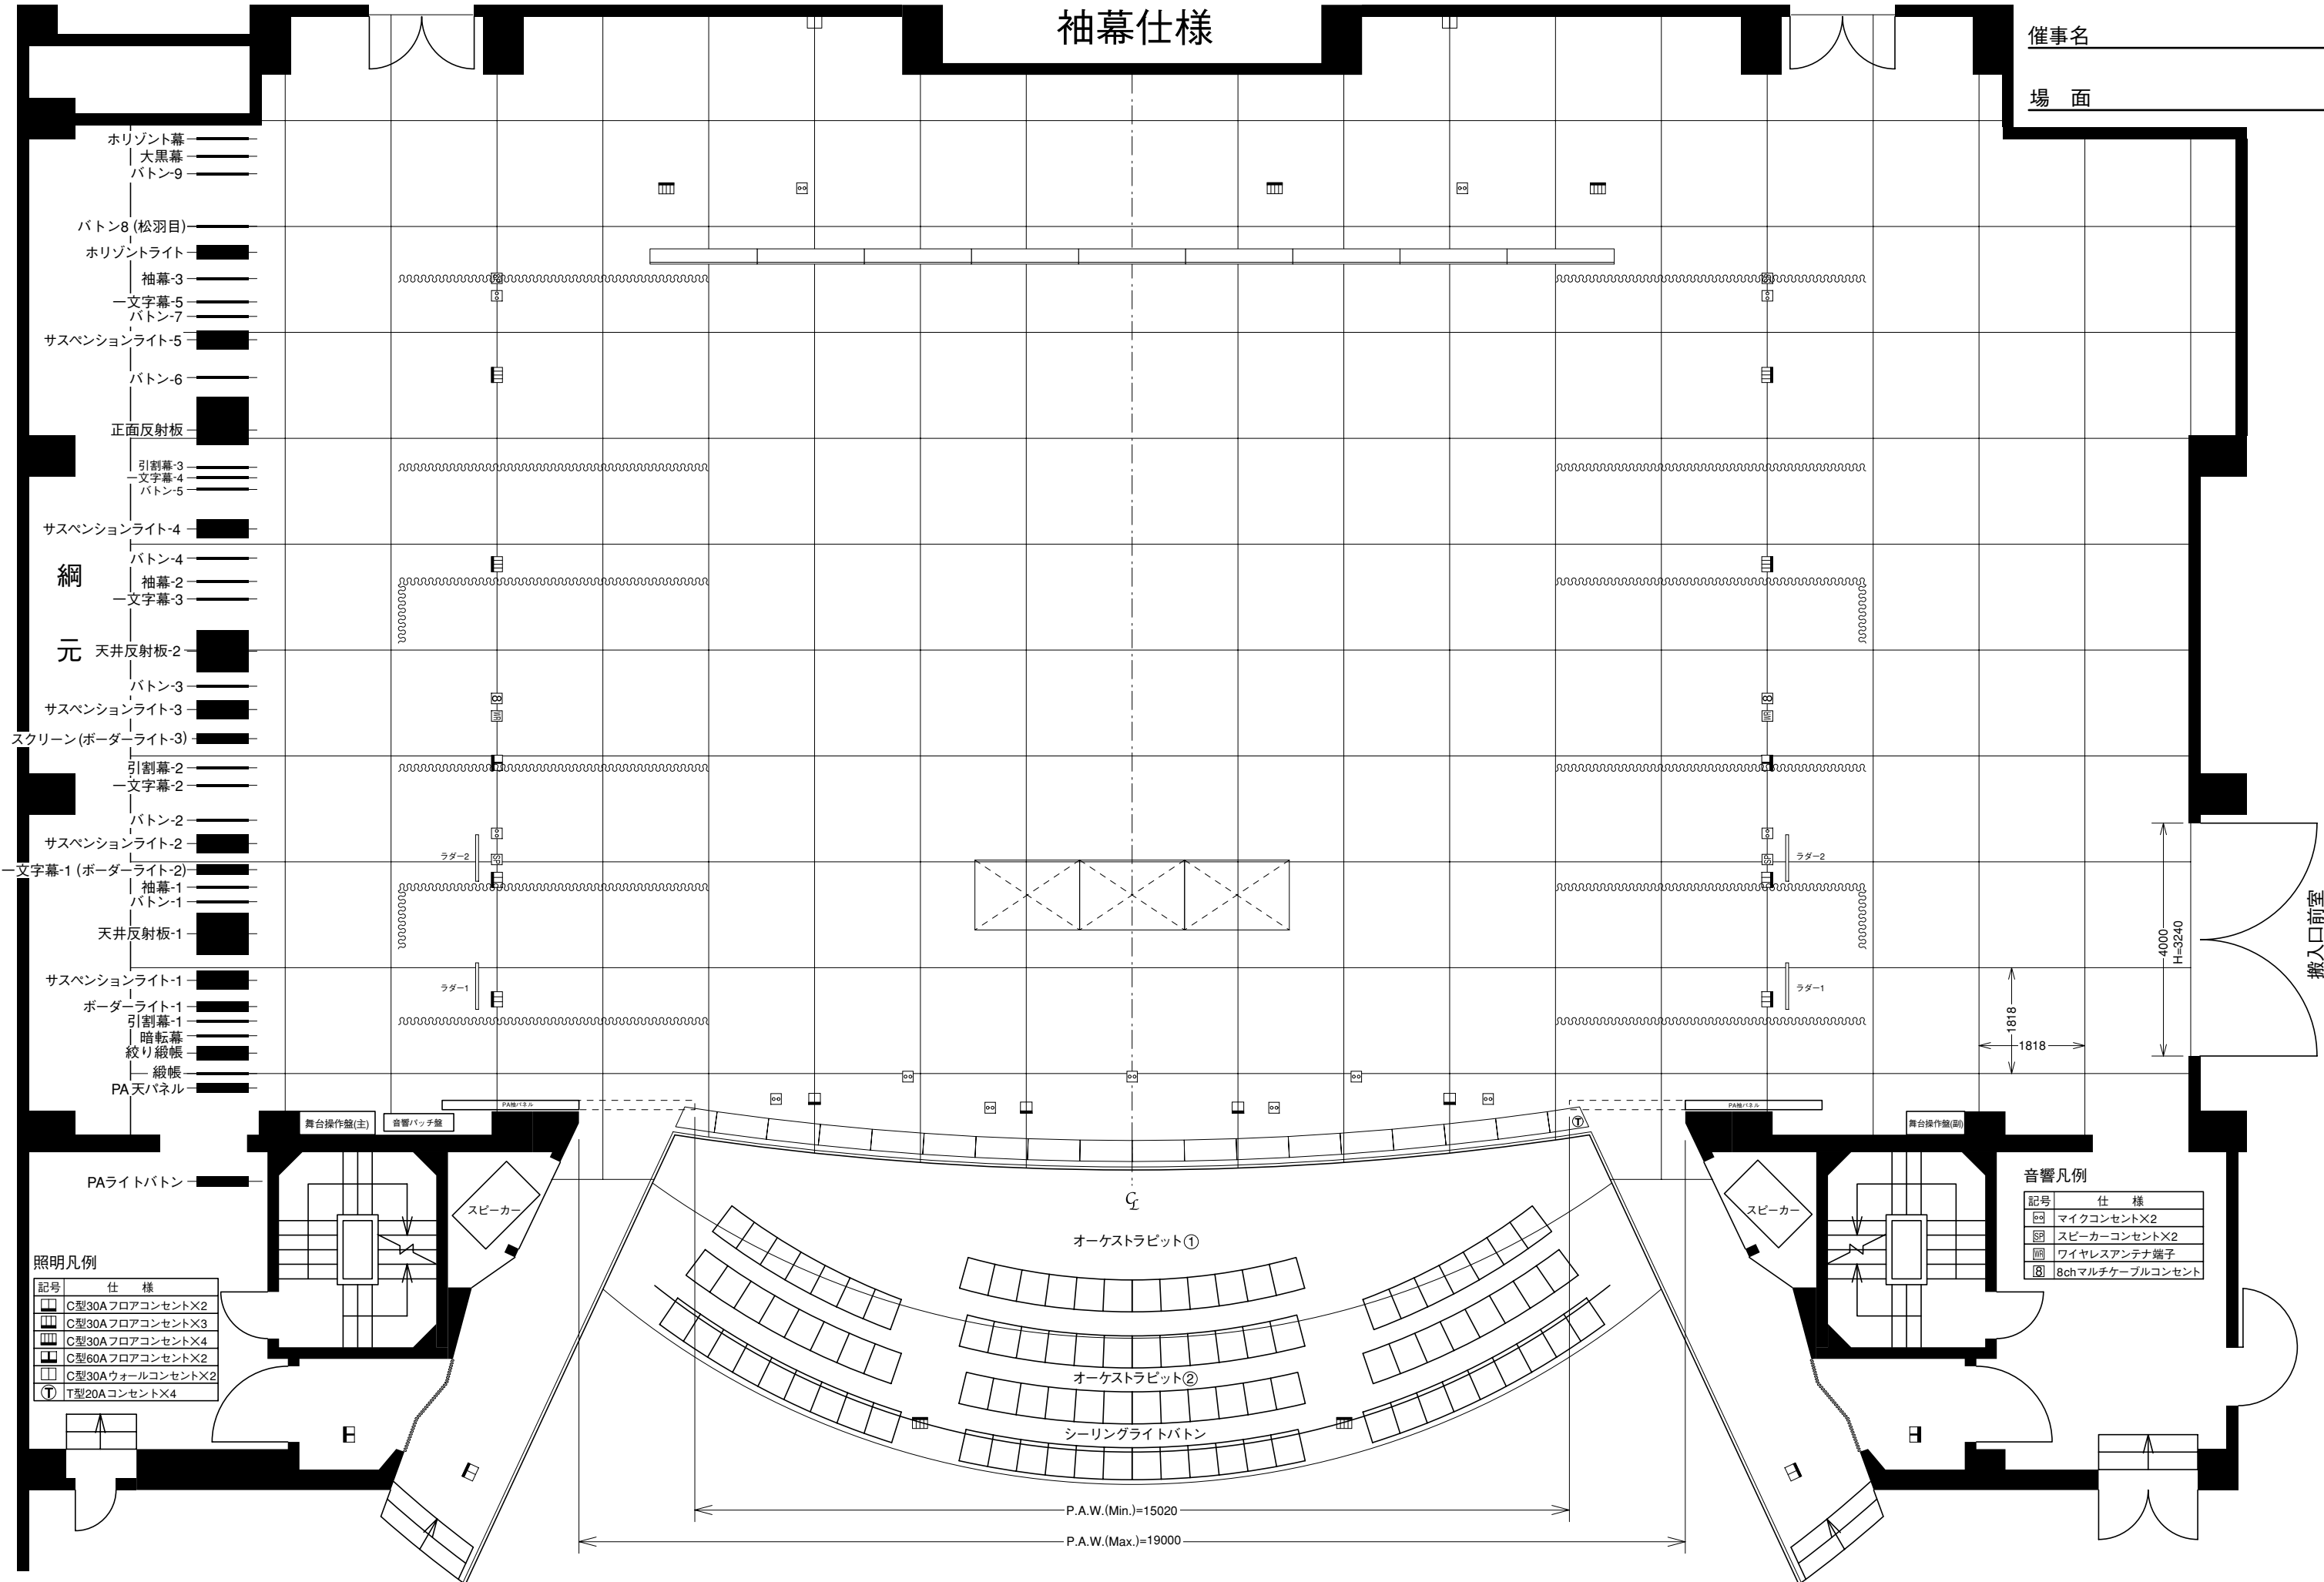 袖幕仕様
催事名
場　面
ホリゾント幕
大黒幕
バトン-9
バトン8 (松羽目)
ホリゾントライト
袖幕-3
一文字幕-5
バトン-7
サスペンションライト-5
バトン-6
正面反射板
引割幕-3
一文字幕-4
バトン-5
サスペンションライト-4
バトン-4
袖幕-2
一文字幕-3
天井反射板-2
バトン-3
サスペンションライト-3
スクリーン(ボーダーライト-3)
引割幕-2
一文字幕-2
バトン-2
サスペンションライト-2
一文字幕-1 (ボーダーライト-2)
袖幕-1
バトン-1
天井反射板-1
サスペンションライト-1
ボーダーライト-1
引割幕-1
暗転幕
絞り緞帳
緞帳
PA天パネル
PAライトバトン
綱
元
8
WR
8
WR
ラダー2
SP
SP
ラダー2
ラダー1
ラダー1
4000
H=3240
搬入口前室
1818
1818
舞台操作盤(主)
音響パッチ盤
PA袖パネル
PA袖パネル
舞台操作盤(副)
T
スピーカー
スピーカー
℄
オーケストラピット①
オーケストラピット②
シーリングライトバトン
P.A.W.(Min.)=15020
P.A.W.(Max.)=19000
照明凡例
記号 仕　様
C型30Aフロアコンセント×2
C型30Aフロアコンセント×3
C型30Aフロアコンセント×4
C型60Aフロアコンセント×2
C型30Aウォールコンセント×2
T T型20Aコンセント×4
音響凡例
記号 仕　様
マイクコンセント×2
SP スピーカーコンセント×2
WR ワイヤレスアンテナ端子
8 8chマルチケーブルコンセント